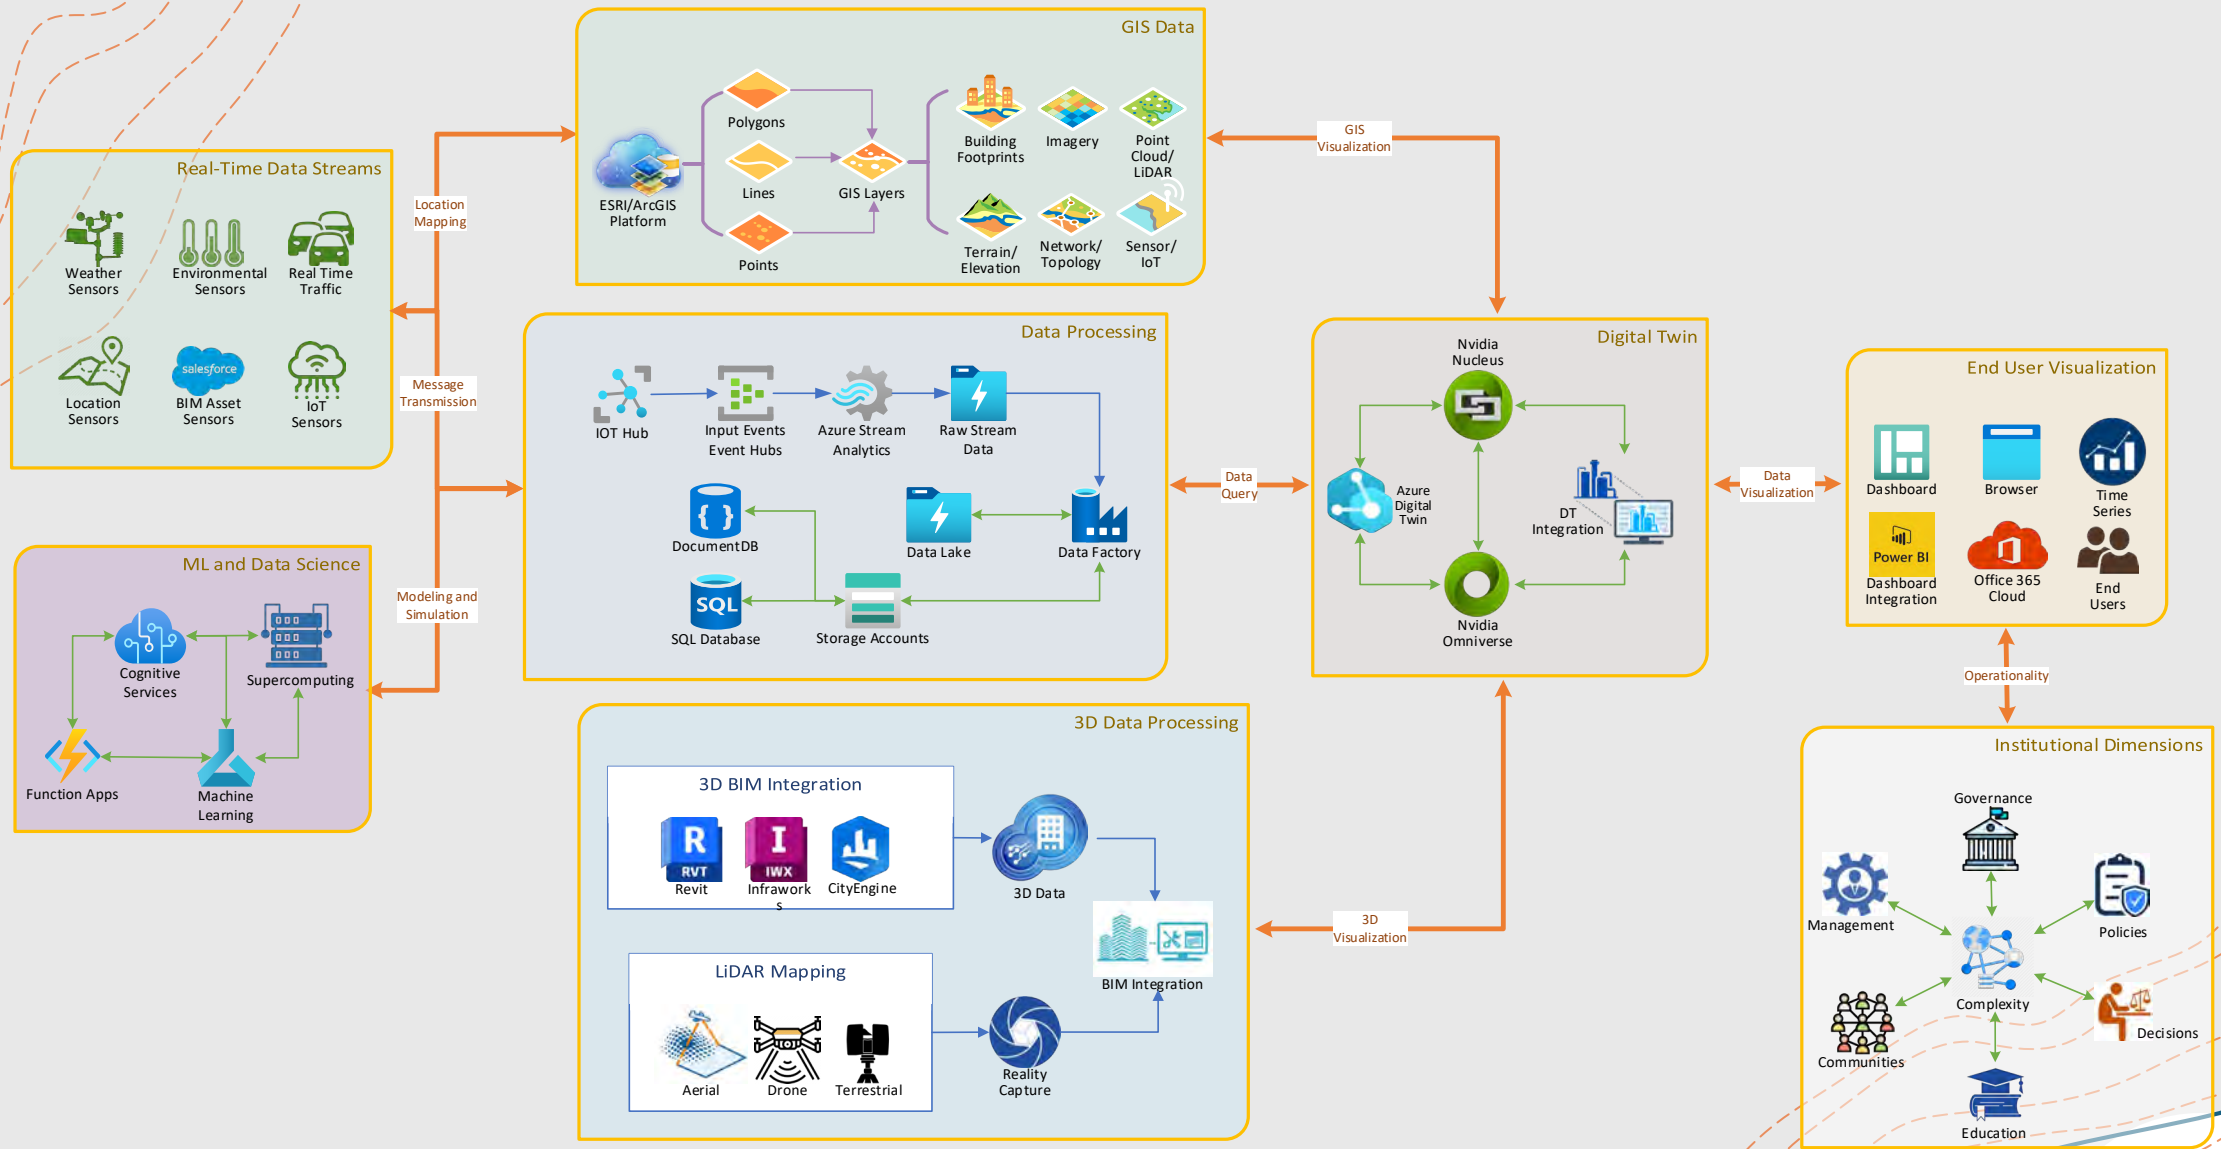 GIS Data
Polygons
Lines
Points
ESRI/ArcGIS
Platform
GIS Layers
Building
Footprints
Imagery
Point
Cloud/
LiDAR
Terrain/
Elevation
Network/
Topology
Sensor/
IoT
Real-Time Data Streams
Weather
Sensors
Environmental
Sensors
Real Time
Traffic
Location
Sensors
salesforce
BIM Asset
Sensors
IoT
Sensors
Location
Mapping
Message
Transmission
Modeling and
Simulation
ML and Data Science
Cognitive
Services
Supercomputing
Function Apps
Machine
Learning
Data Processing
IOT Hub
Input Events
Event Hubs
Azure Stream
Analytics
Raw Stream
Data
DocumentDB
Data Lake
Data Factory
SQL
SQL Database
Storage Accounts
GIS
Visualization
Data
Query
Digital Twin
Nvidia
Nucleus
Azure
Digital
Twin
DT
Integration
Nvidia
Omniverse
Data
Visualization
End User Visualization
Dashboard
Browser
Time
Series
Power BI
Dashboard
Integration
Office 365
Cloud
End
Users
Operationality
3D Data Processing
3D BIM Integration
R
RVT
Revit
I
IWX
Infrawork
s
CityEngine
3D Data
BIM Integration
LiDAR Mapping
Aerial
Drone
Terrestrial
Reality
Capture
3D
Visualization
Institutional Dimensions
Governance
Management
Policies
Complexity
Communities
Decisions
Education